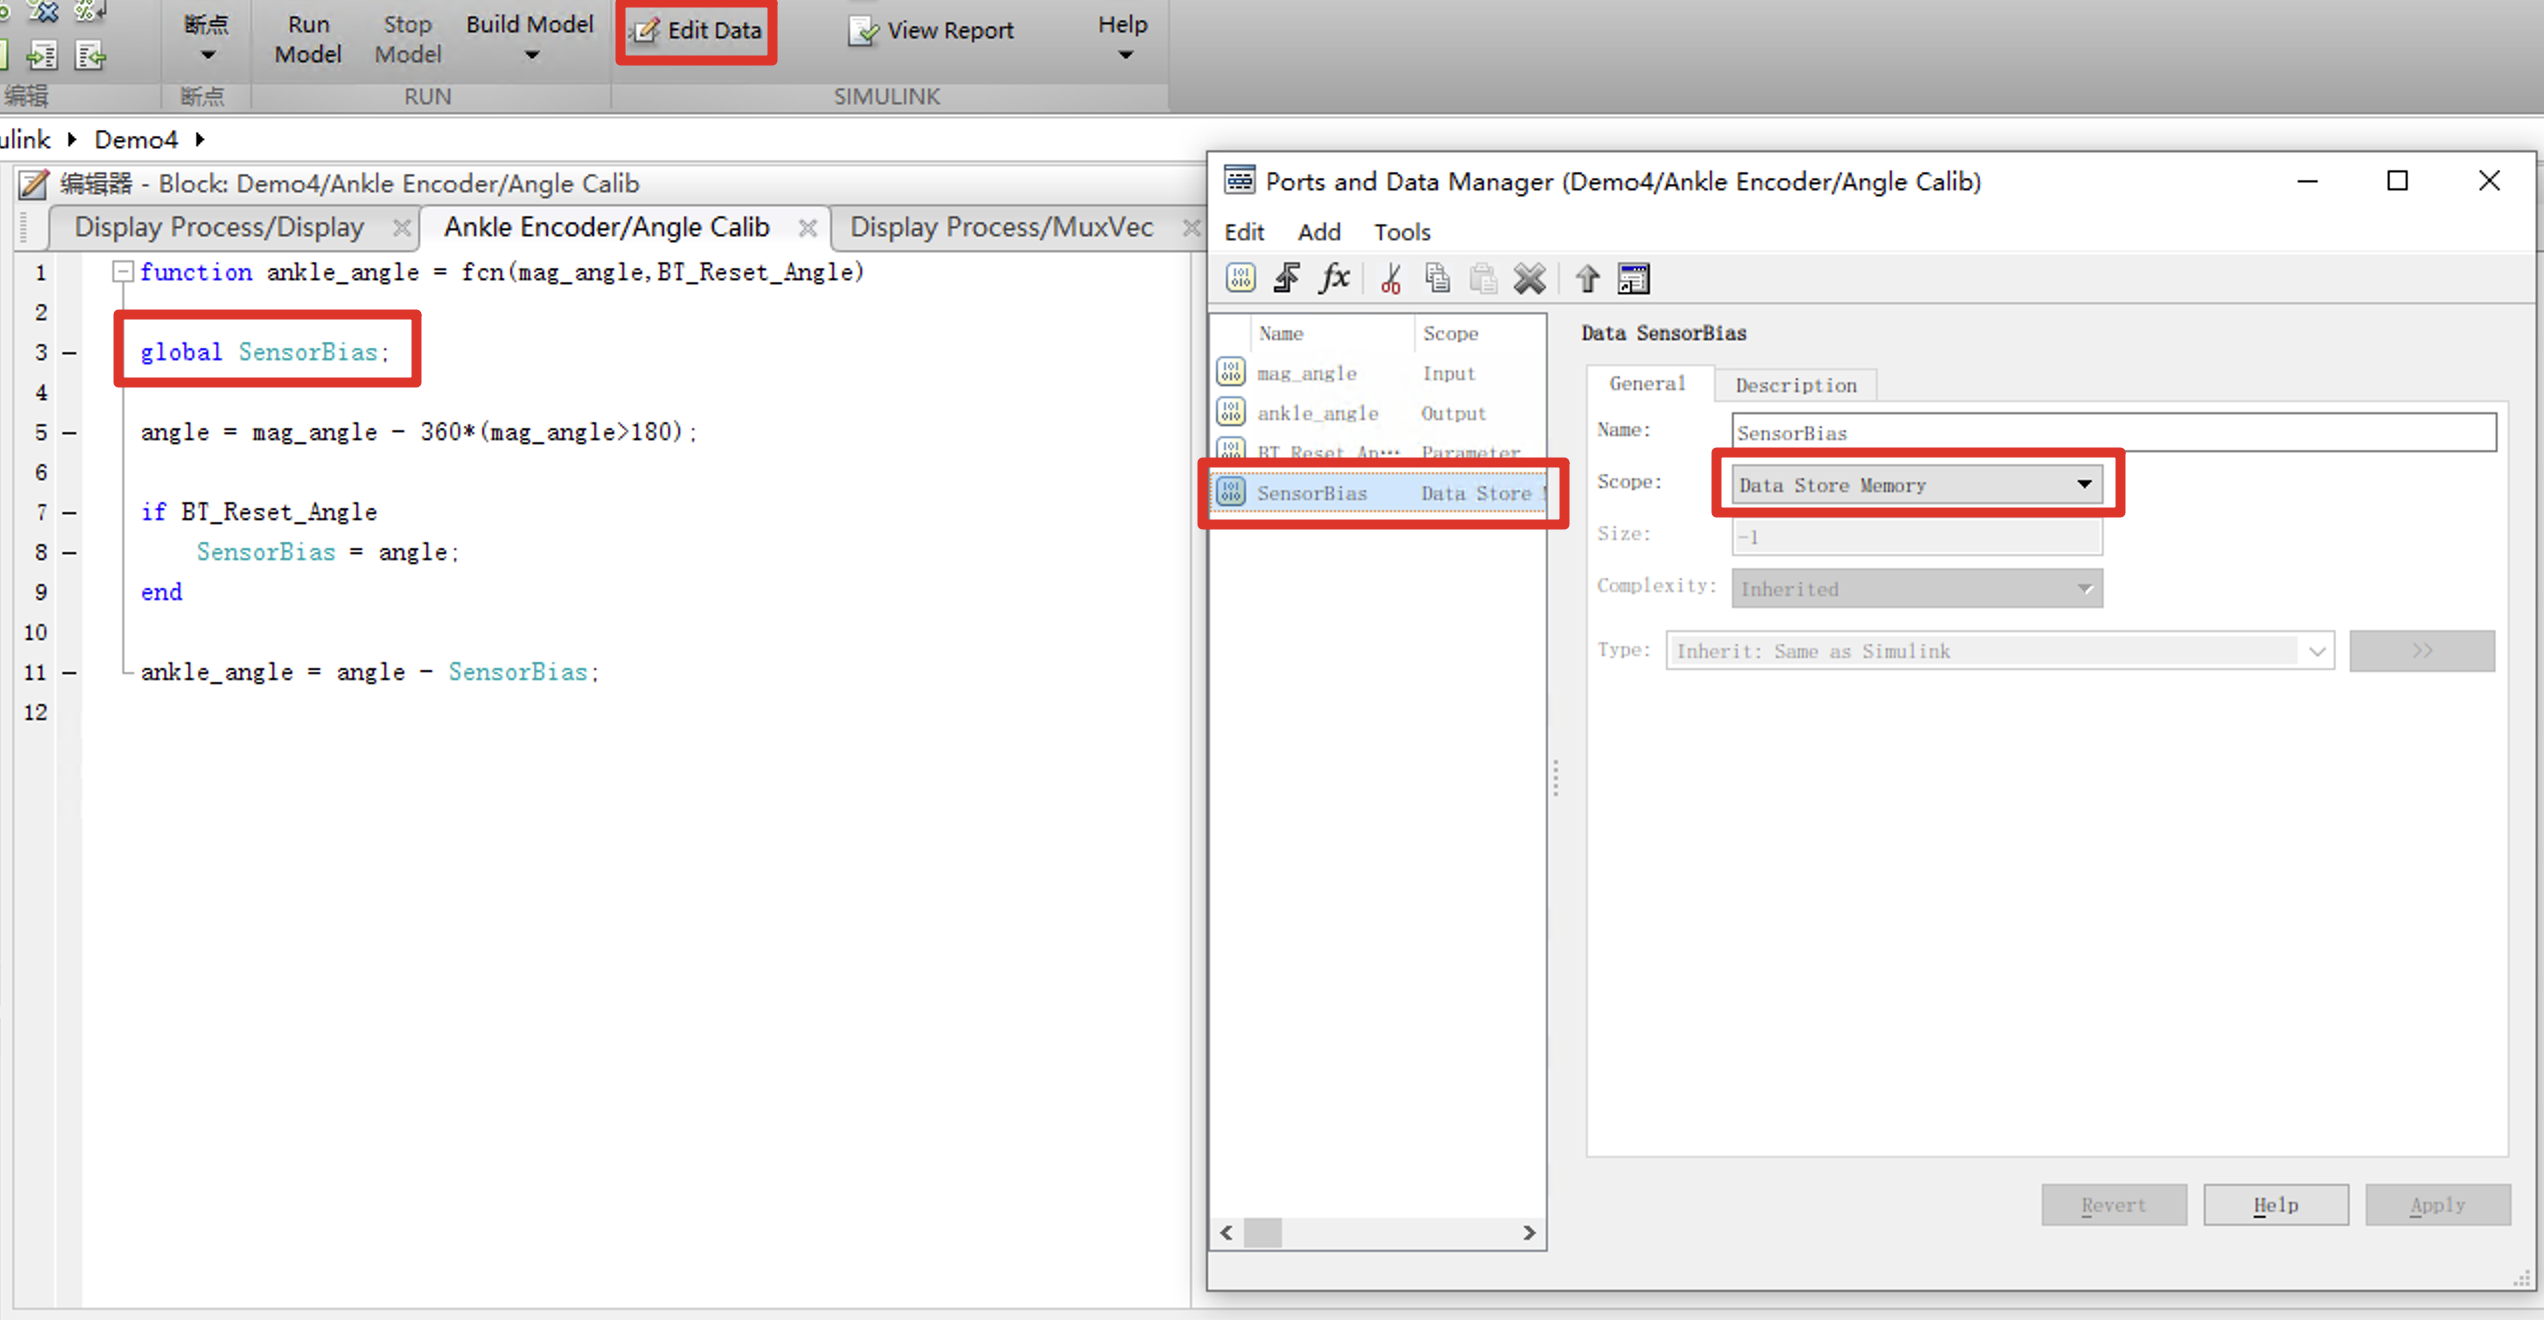 断点
Run Model
Stop Model
Build Model
Edit Data
View Report
Help
编辑
断点
RUN
SIMULINK
ulink
Demo4
编辑器 - Block: Demo4/Ankle Encoder/Angle Calib
Display Process/Display
Ankle Encoder/Angle Calib
Display Process/MuxVec
1 function ankle_angle = fcn(mag_angle,BT_Reset_Angle)
2
3 global SensorBias;
4
5 angle = mag_angle - 360*(mag_angle>180);
6
7 if BT_Reset_Angle
8 SensorBias = angle;
9 end
10
11 ankle_angle = angle - SensorBias;
12
Ports and Data Manager (Demo4/Ankle Encoder/Angle Calib)
Edit Add Tools
fx
Name Scope
mag_angle Input
ankle_angle Output
BT_Reset_An... Parameter
SensorBias Data Store
Data SensorBias
General Description
Name: SensorBias
Scope: Data Store Memory
Size: -1
Complexity: Inherited
Type: Inherit: Same as Simulink >>
Revert Help Apply